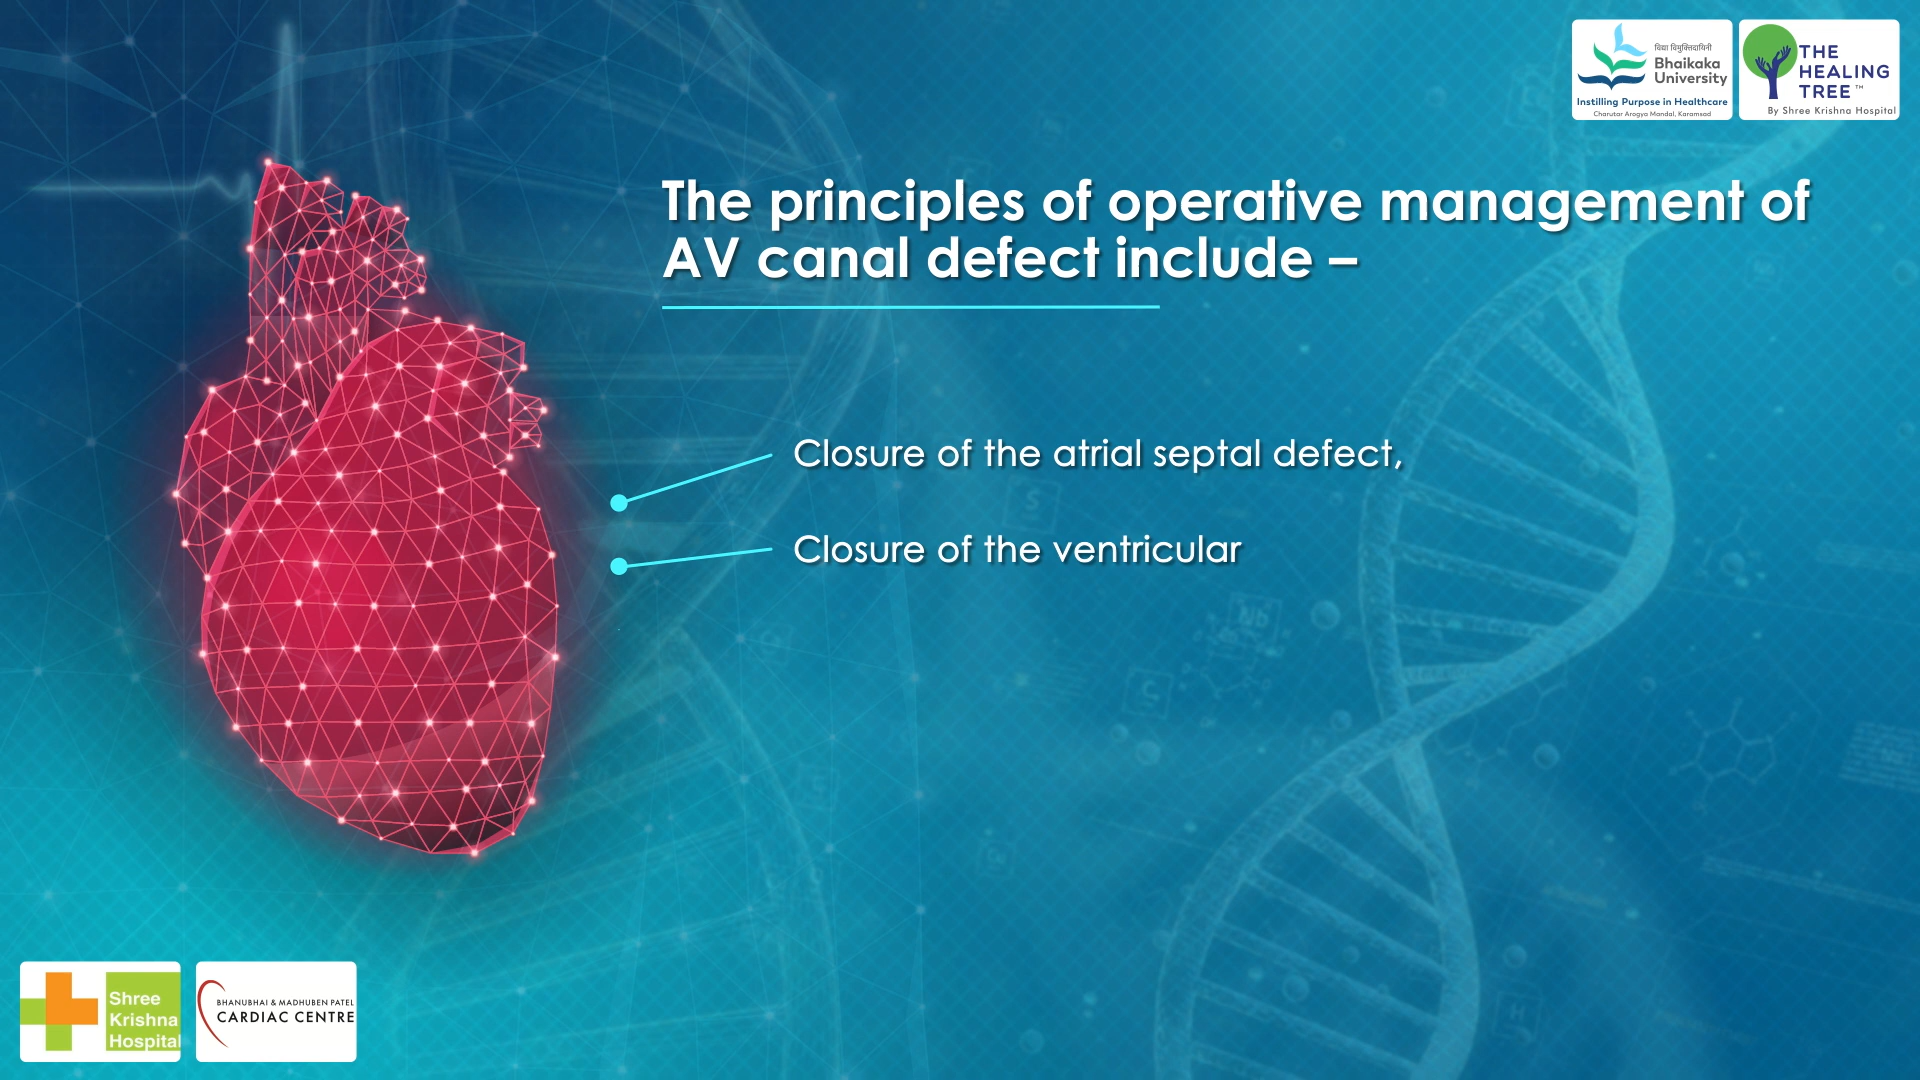 विद्या विमुक्तिदायिनी
Bhaikaka
University
Instilling Purpose in Healthcare
Charutar Arogya Mandal, Karamsad
THE
HEALING
TREE™
By Shree Krishna Hospital
The principles of operative management of
AV canal defect include –
Closure of the atrial septal defect,
Closure of the ventricular
Shree
Krishna
Hospital
BHANUBHAI & MADHUBEN PATEL
CARDIAC CENTRE